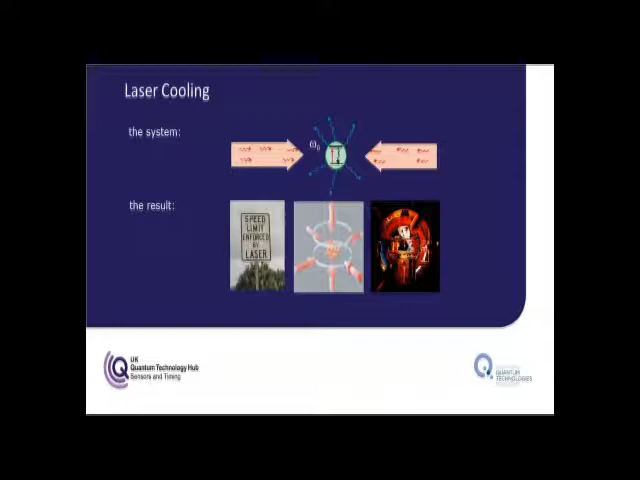 Laser Cooling
the system:
ω₀
the result:
SPEED
LIMIT
ENFORCED
BY
LASER
UK
Quantum Technology Hub
Sensors and Timing
QUANTUM
TECHNOLOGIES